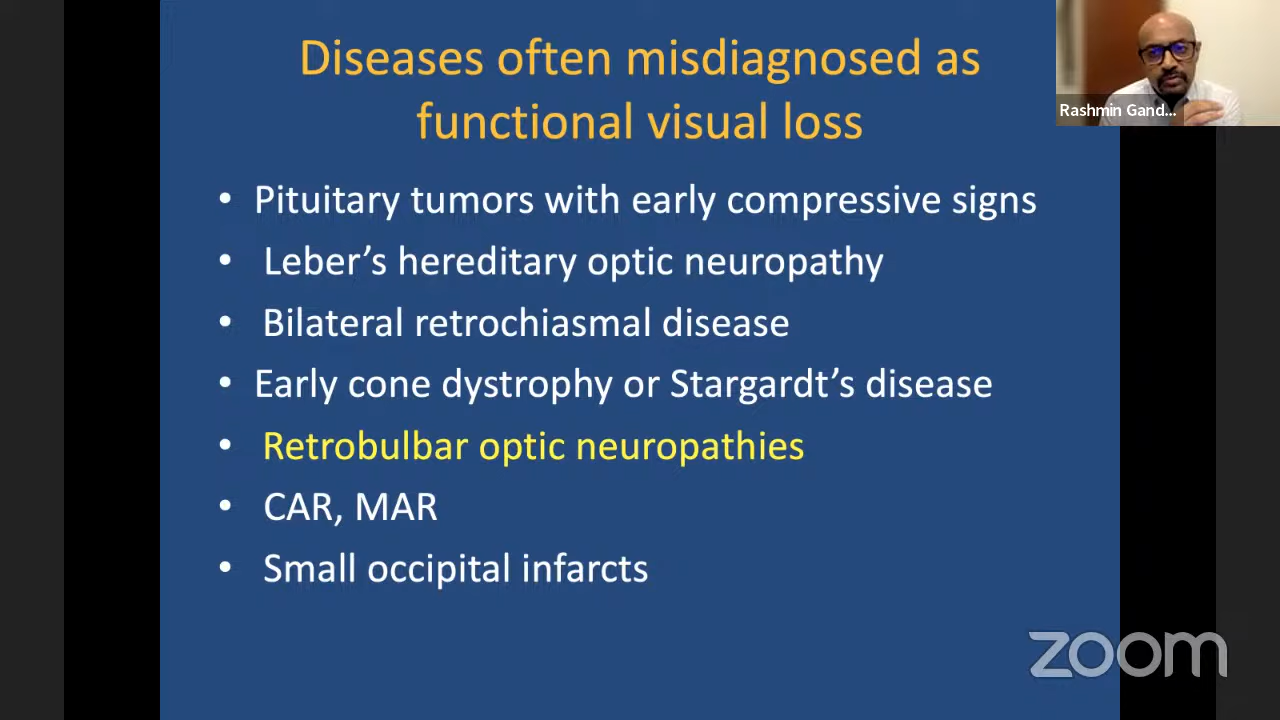 Diseases often misdiagnosed as
functional visual loss
Rashmin Gand...
• Pituitary tumors with early compressive signs
• Leber’s hereditary optic neuropathy
• Bilateral retrochiasmal disease
• Early cone dystrophy or Stargardt’s disease
• Retrobulbar optic neuropathies
• CAR, MAR
• Small occipital infarcts
zoom